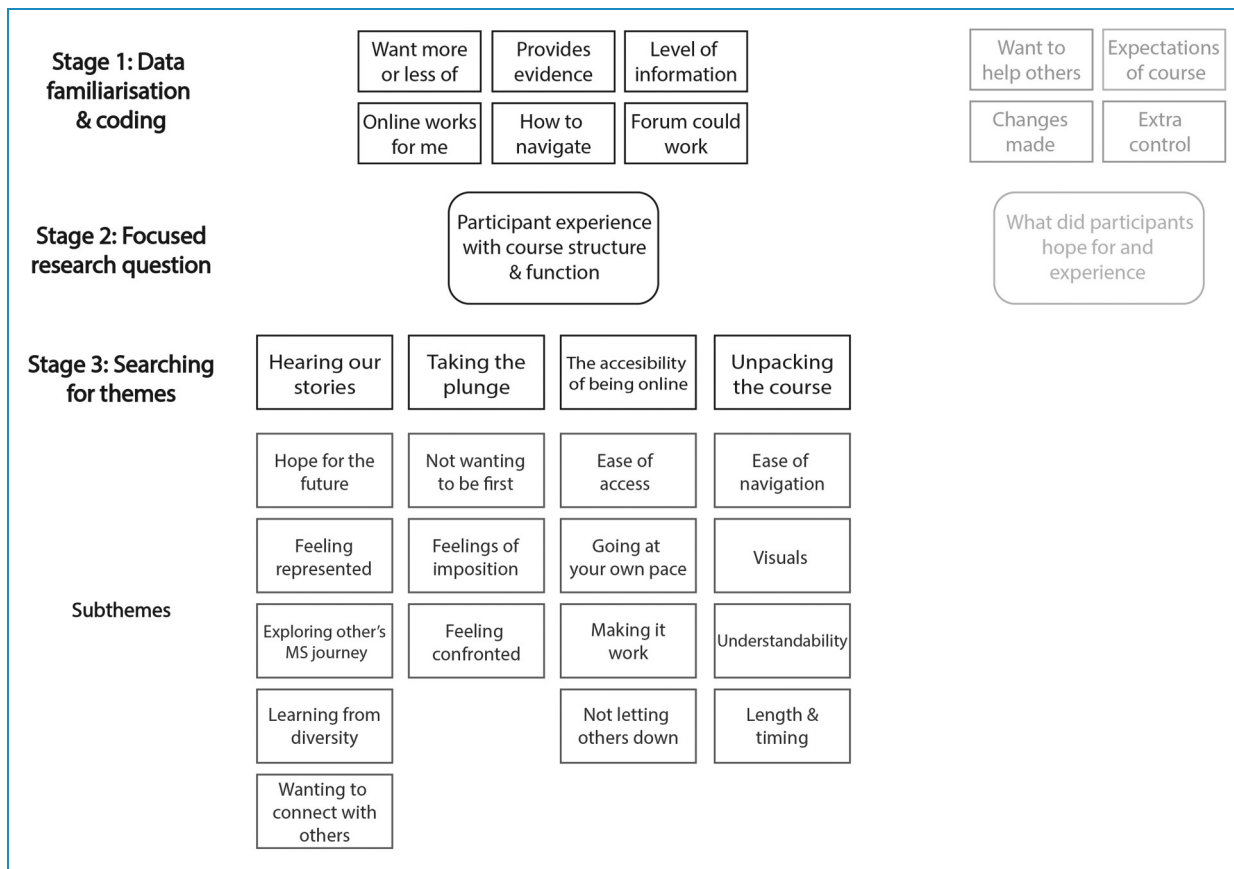 Stage 1: Data
familiarisation
& coding
Want more
or less of
Provides
evidence
Level of
information
Online works
for me
How to
navigate
Forum could
work
Want to
help others
Expectations
of course
Changes
made
Extra
control
Stage 2: Focused
research question
Participant experience
with course structure
& function
What did participants
hope for and
experience
Stage 3: Searching
for themes
Hearing our
stories
Taking the
plunge
The accesibility
of being online
Unpacking
the course
Subthemes
Hope for the
future
Not wanting
to be first
Ease of
access
Ease of
navigation
Feeling
represented
Feelings of
imposition
Going at
your own pace
Visuals
Exploring other's
MS journey
Feeling
confronted
Making it
work
Understandability
Learning from
diversity
Not letting
others down
Length &
timing
Wanting to
connect with
others